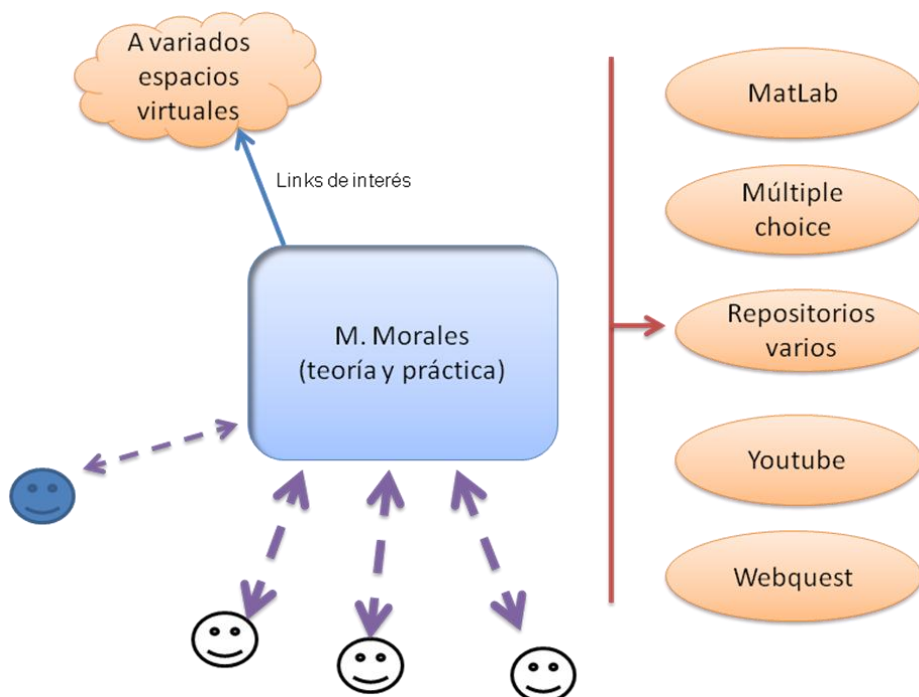 A variados
espacios
virtuales
Links de interés
M. Morales
(teoría y práctica)
MatLab
Múltiple
choice
Repositorios
varios
Youtube
Webquest